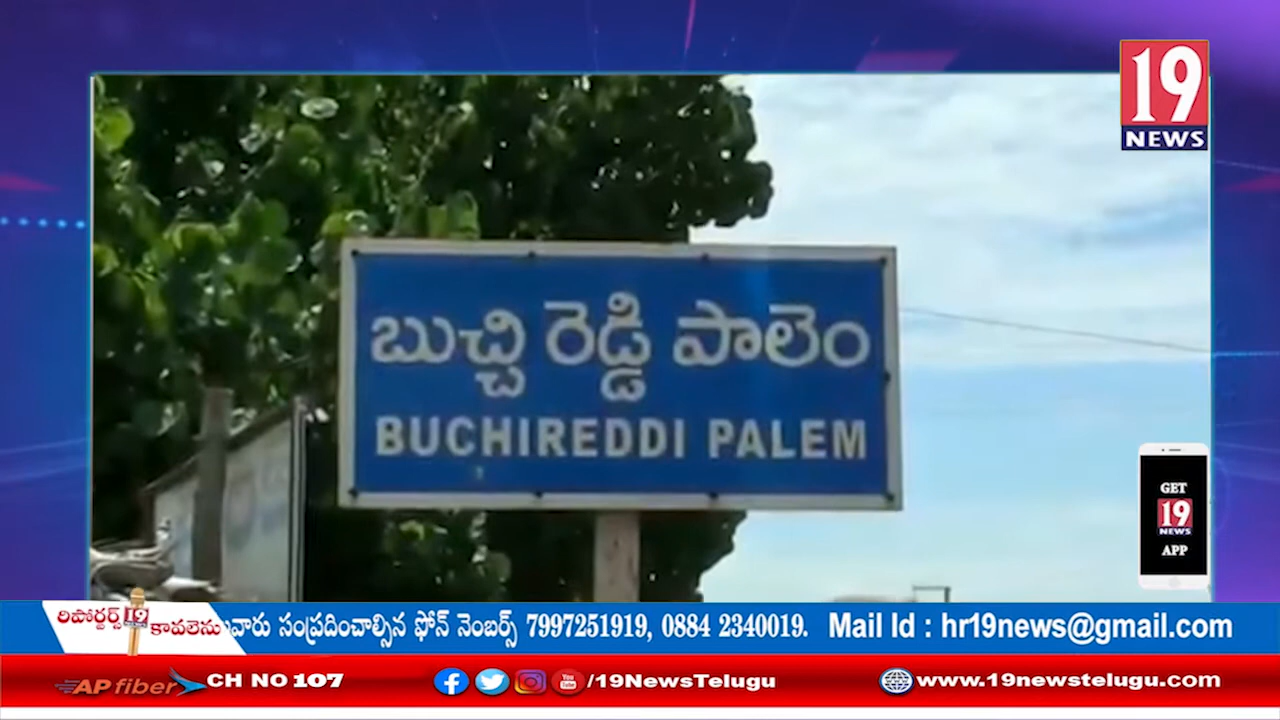 19
NEWS
బుచ్చి రెడ్డి పాలెం
BUCHIREDDI PALEM
GET
19
NEWS
APP
రిపోర్టర్స్ 19 కావలెను
వారు సంప్రదించాల్సిన ఫోన్ నెంబర్స్ 7997251919, 0884 2340019. Mail Id : hr19news@gmail.com
AP fiber CH NO 107 /19NewsTelugu www.19newstelugu.com